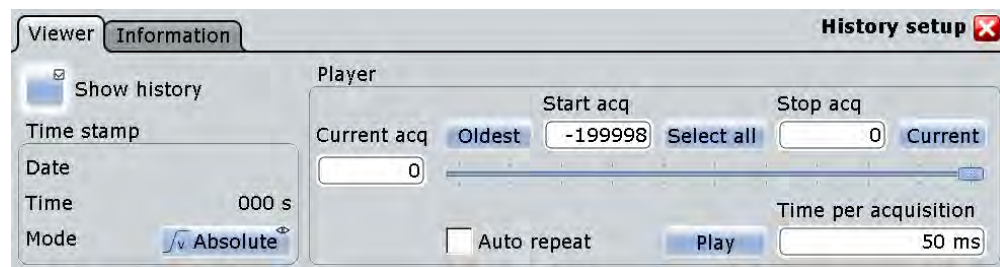 Viewer Information History setup
Show history
Player
Start acq Stop acq
Time stamp
Current acq Oldest -199998 Select all 0 Current
Date
0
Time 000 s
Time per acquisition
Mode Absolute
Auto repeat Play 50 ms